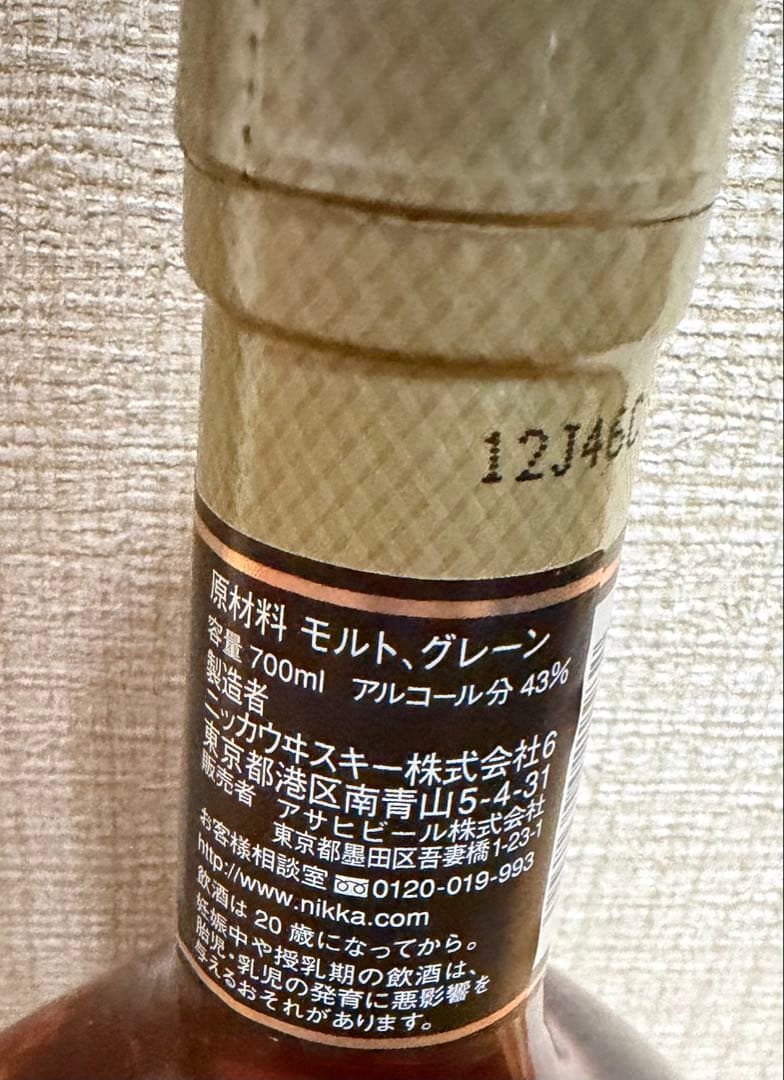 12J46
原材料 モルト、グレーン
容量 700ml アルコール分 43%
製造者
ニッカウヰスキー株式会社6
東京都港区南青山5-4-31
販売者 アサヒビール株式会社
東京都墨田区吾妻橋1-23-1
お客様相談室 0120-019-993
http://www.nikka.com
飲酒は20歳になってから。
妊娠中や授乳期の飲酒は、
胎児・乳児の発育に悪影響を
与えるおそれがあります。